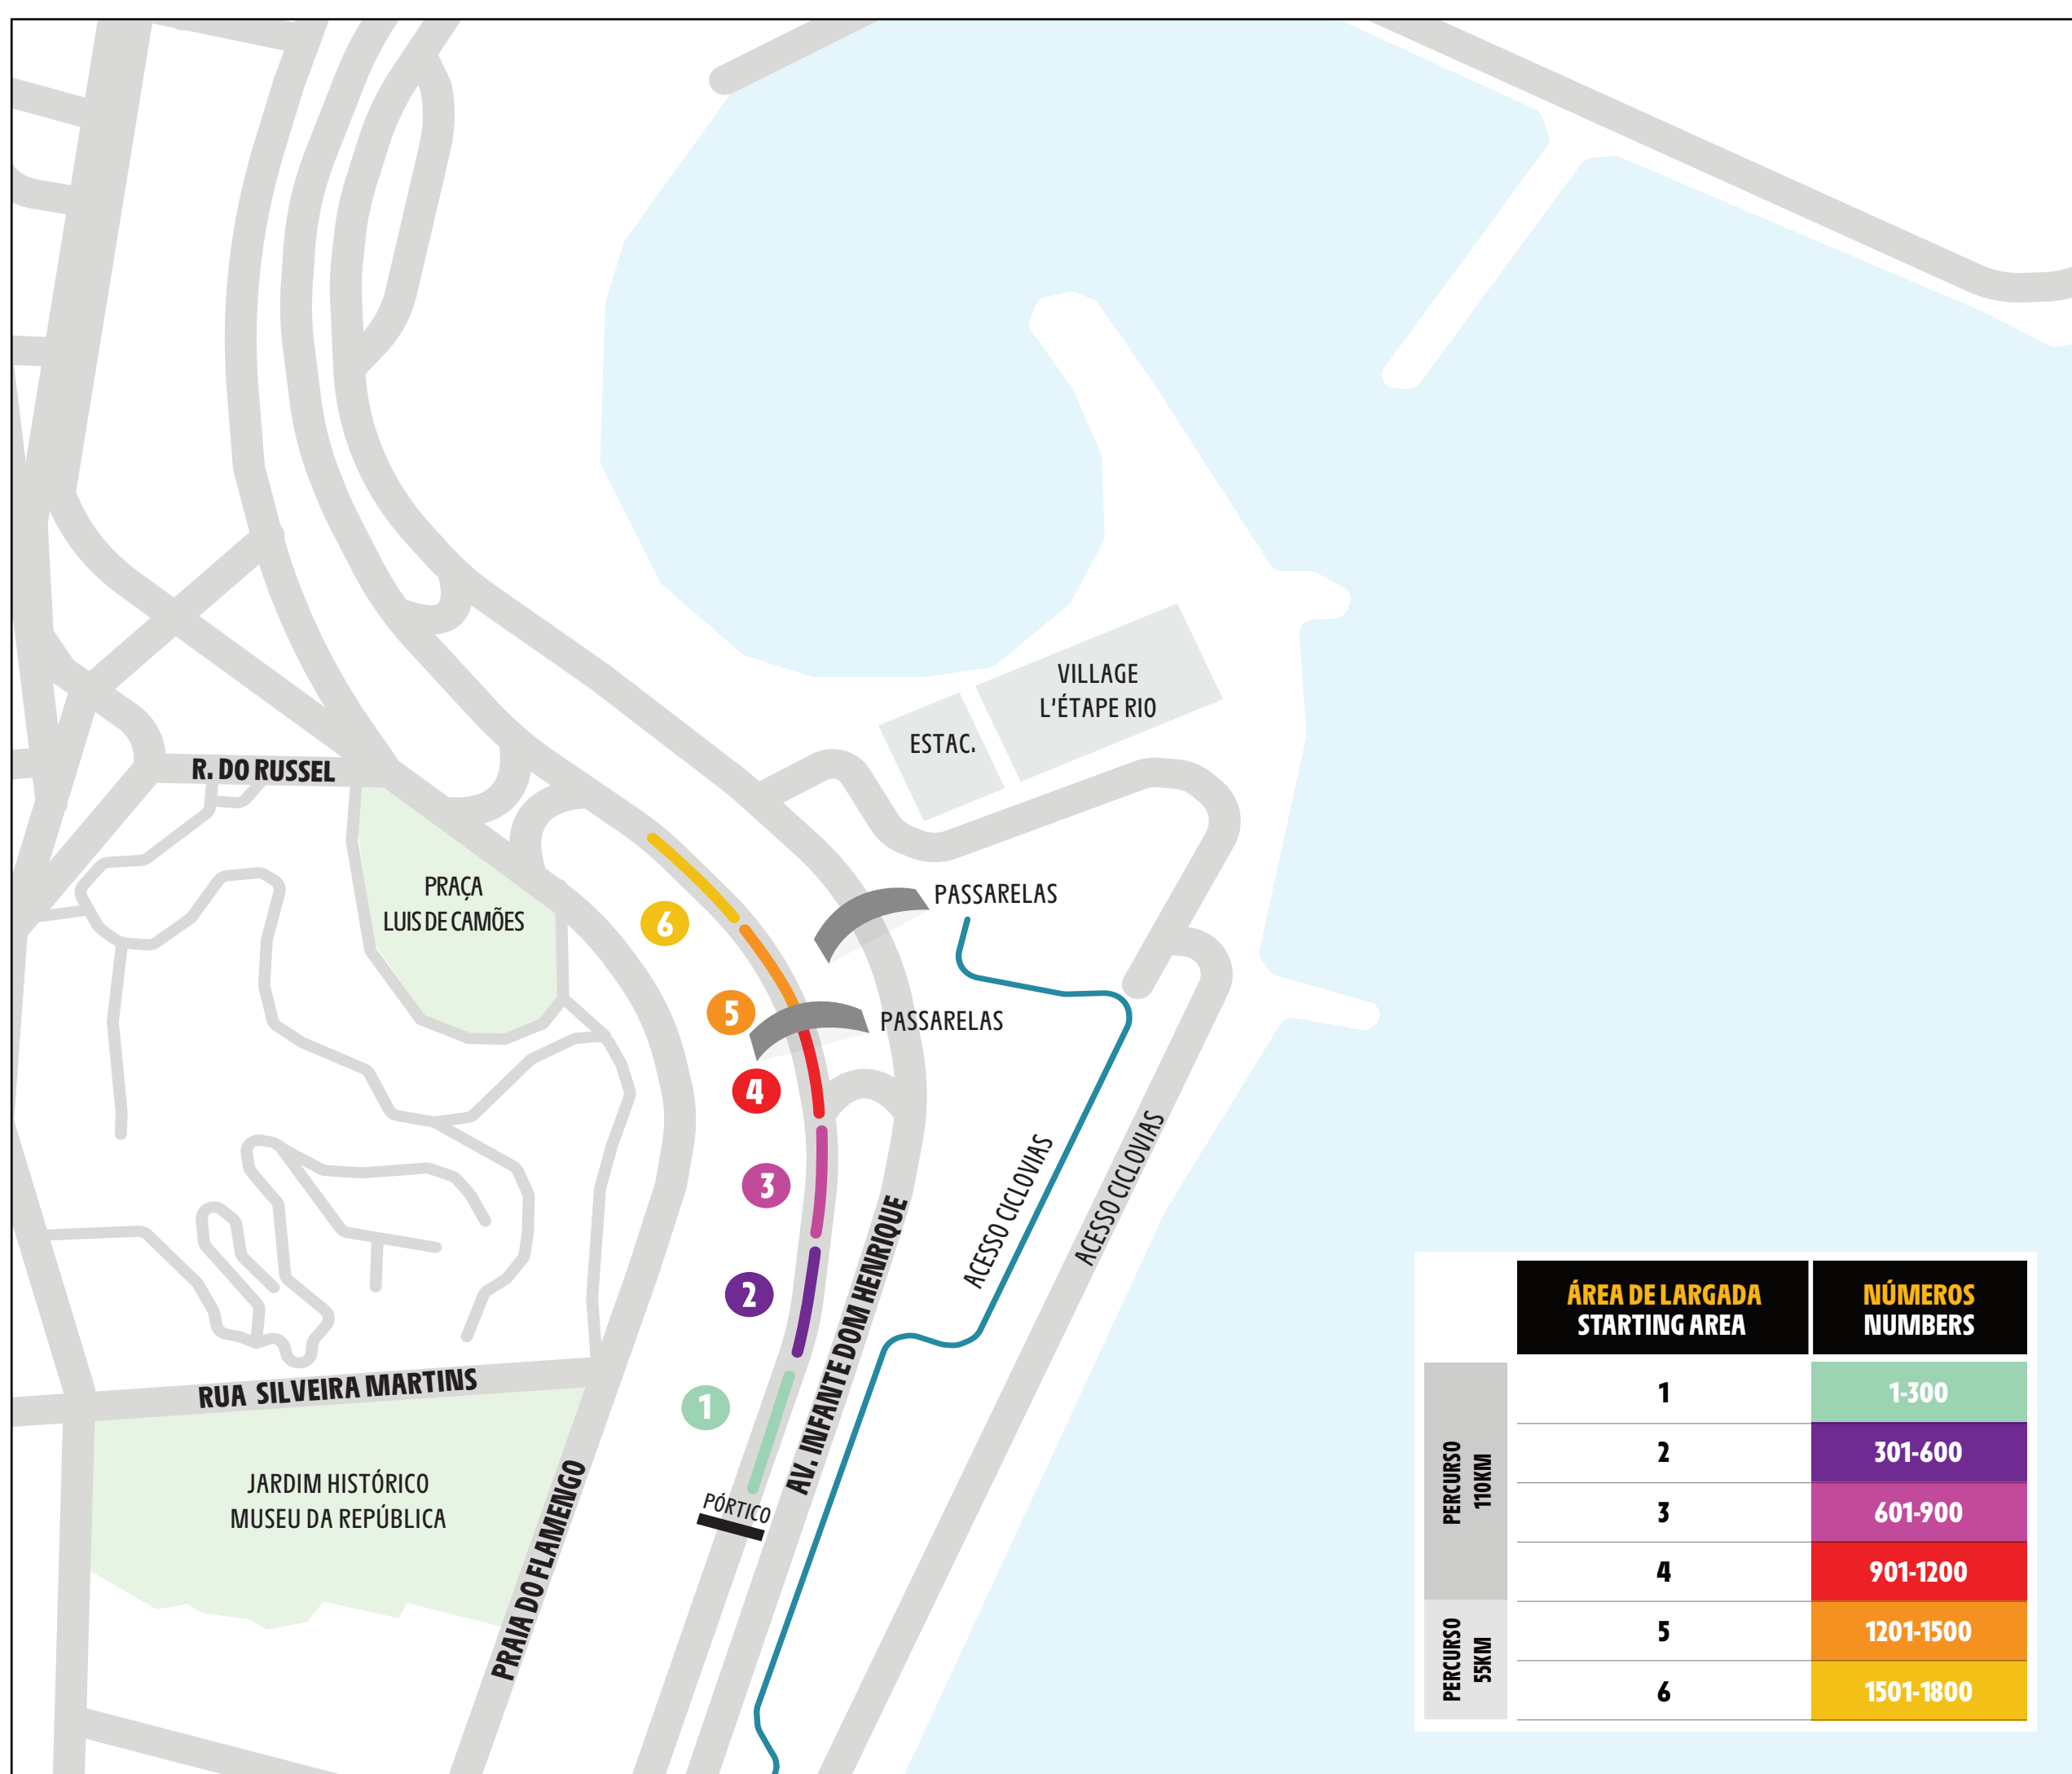 VILLAGE
L'ÉTAPE RIO
ESTAC.
R. DO RUSSEL
PRAÇA
LUIS DE CAMÕES
PASSARELAS
6
5
PASSARELAS
4
3
ACESSO CICLOVIAS
ACESSO CICLOVIAS
2
AV. INFANTE DOM HENRIQUE
1
RUA SILVEIRA MARTINS
JARDIM HISTÓRICO
MUSEU DA REPÚBLICA
PÓRTICO
PRAIA DO FLAMENGO
ÁREA DE LARGADA
STARTING AREA
NÚMEROS
NUMBERS
PERCURSO
110KM
1 1-300
2 301-600
3 601-900
4 901-1200
PERCURSO
55KM
5 1201-1500
6 1501-1800